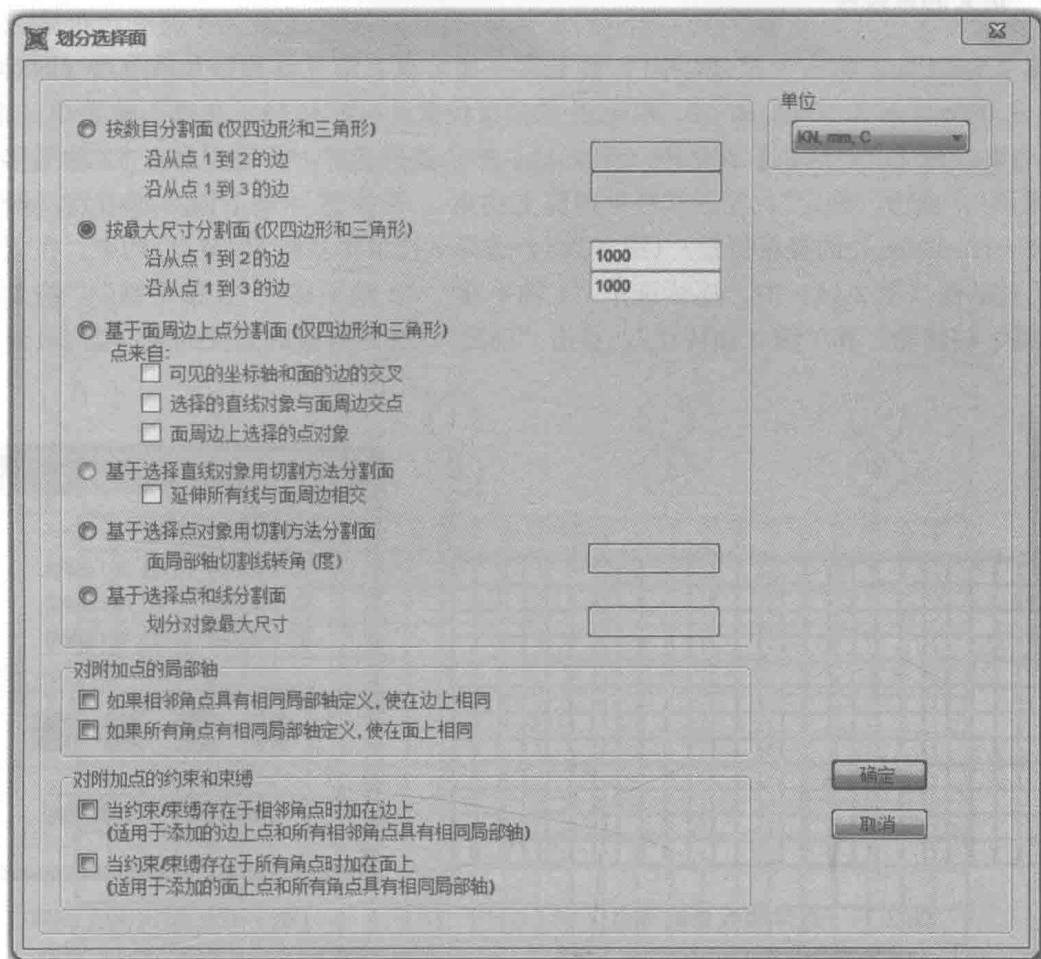 划分选择面
单位
KN, mm, C
按数目分割面 (仅四边形和三角形)
沿从点 1 到 2 的边
沿从点 1 到 3 的边
按最大尺寸分割面 (仅四边形和三角形)
沿从点 1 到 2 的边 1000
沿从点 1 到 3 的边 1000
基于面周边上点分割面 (仅四边形和三角形)
点来自:
可见的坐标轴和面的边的交叉
选择的直线对象与面周边交点
面周边上选择的点对象
基于选择直线对象用切割方法分割面
延伸所有线与面周边相交
基于选择点对象用切割方法分割面
面局部轴切割线转角 (度)
基于选择点和线分割面
划分对象最大尺寸
对附加点的局部轴
如果相邻角点具有相同局部轴定义, 使在边上相同
如果所有角点有相同局部轴定义, 使在面上相同
对附加点的约束和束缚
当约束/束缚存在于相邻角点时加在边上
(适用于添加的边上点和所有相邻角点具有相同局部轴)
当约束/束缚存在于所有角点时加在面上
(适用于添加的面上点和所有角点具有相同局部轴)
确定
取消